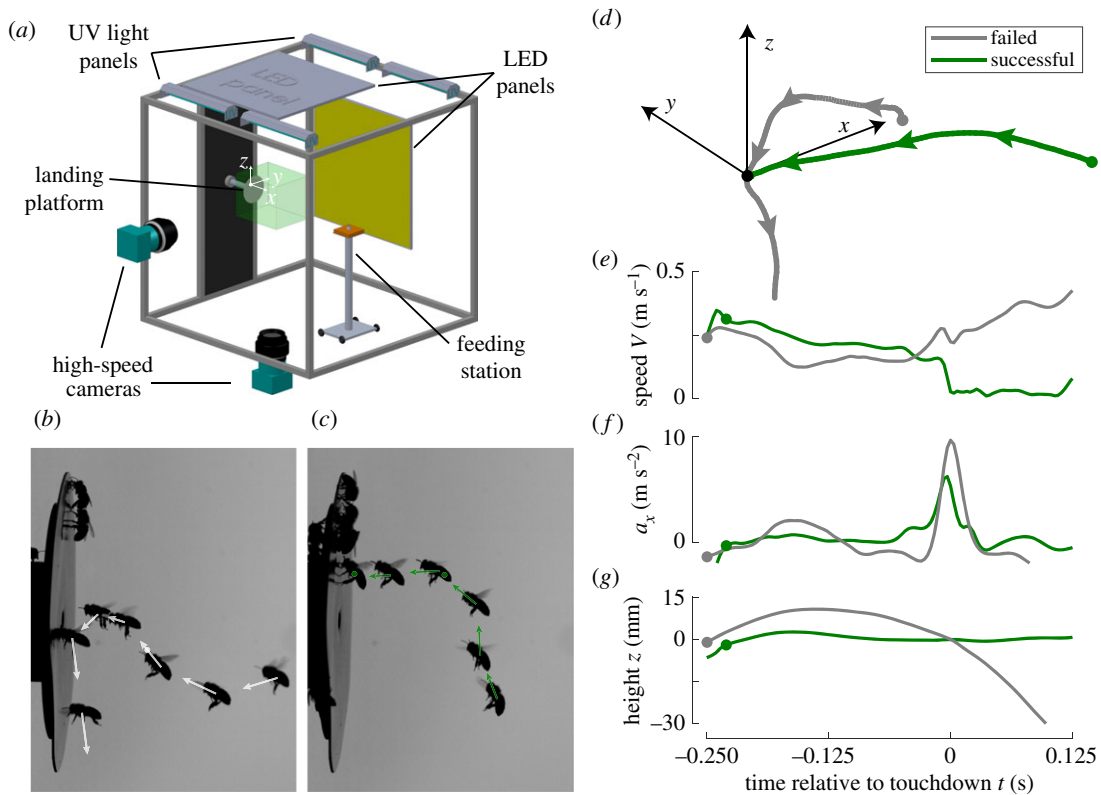 (a)
UV light
panels
LED
panel
LED
panels
landing
platform
z
y
x
high-speed
cameras
feeding
station
(b)
(c)
(d)
z
y
x
failed
successful
(e)
0.5
0
speed V (m s⁻¹)
(f)
10
0
aₓ (m s⁻²)
(g)
15
0
−30
height z (mm)
−0.250
−0.125
0
0.125
time relative to touchdown t (s)